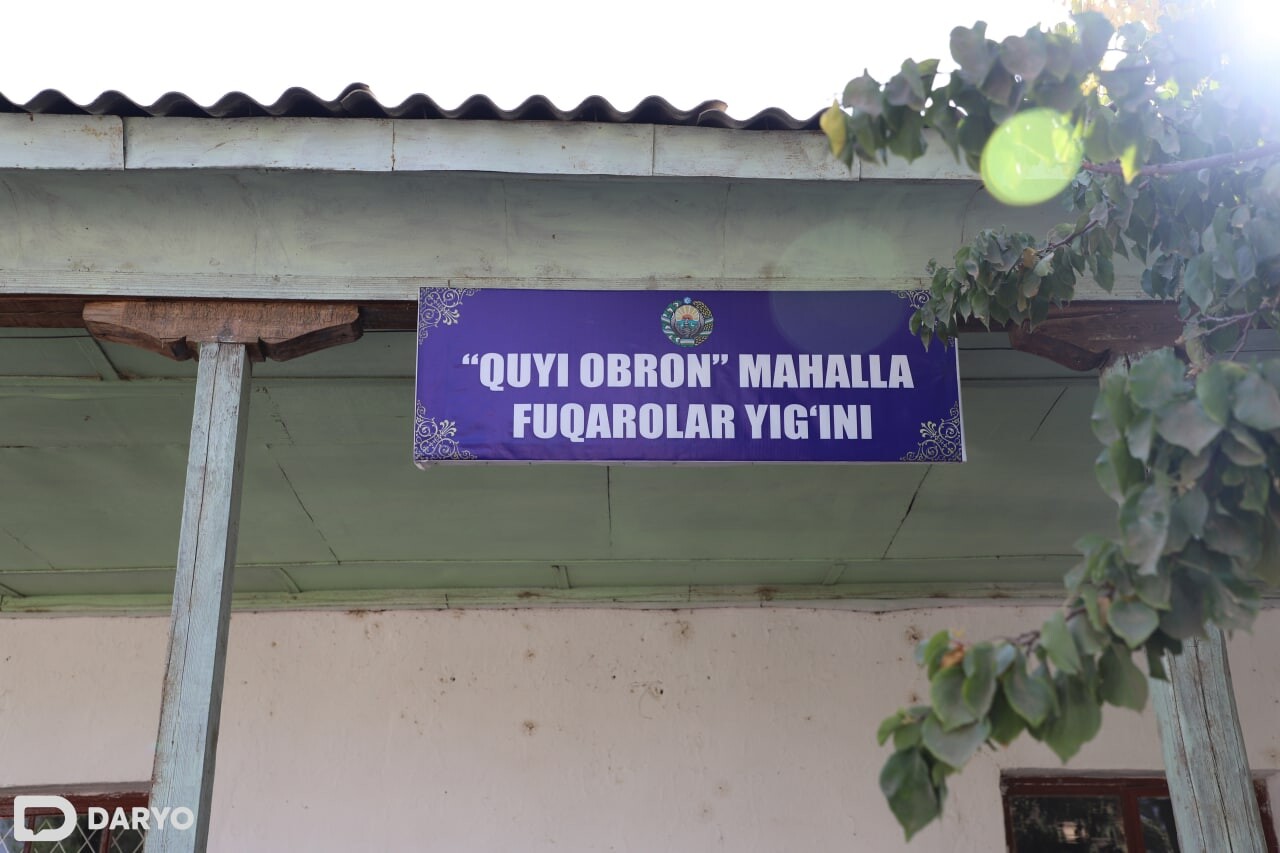 “QUYI OBRON” MAHALLA
FUQAROLAR YIG‘INI
DARYO